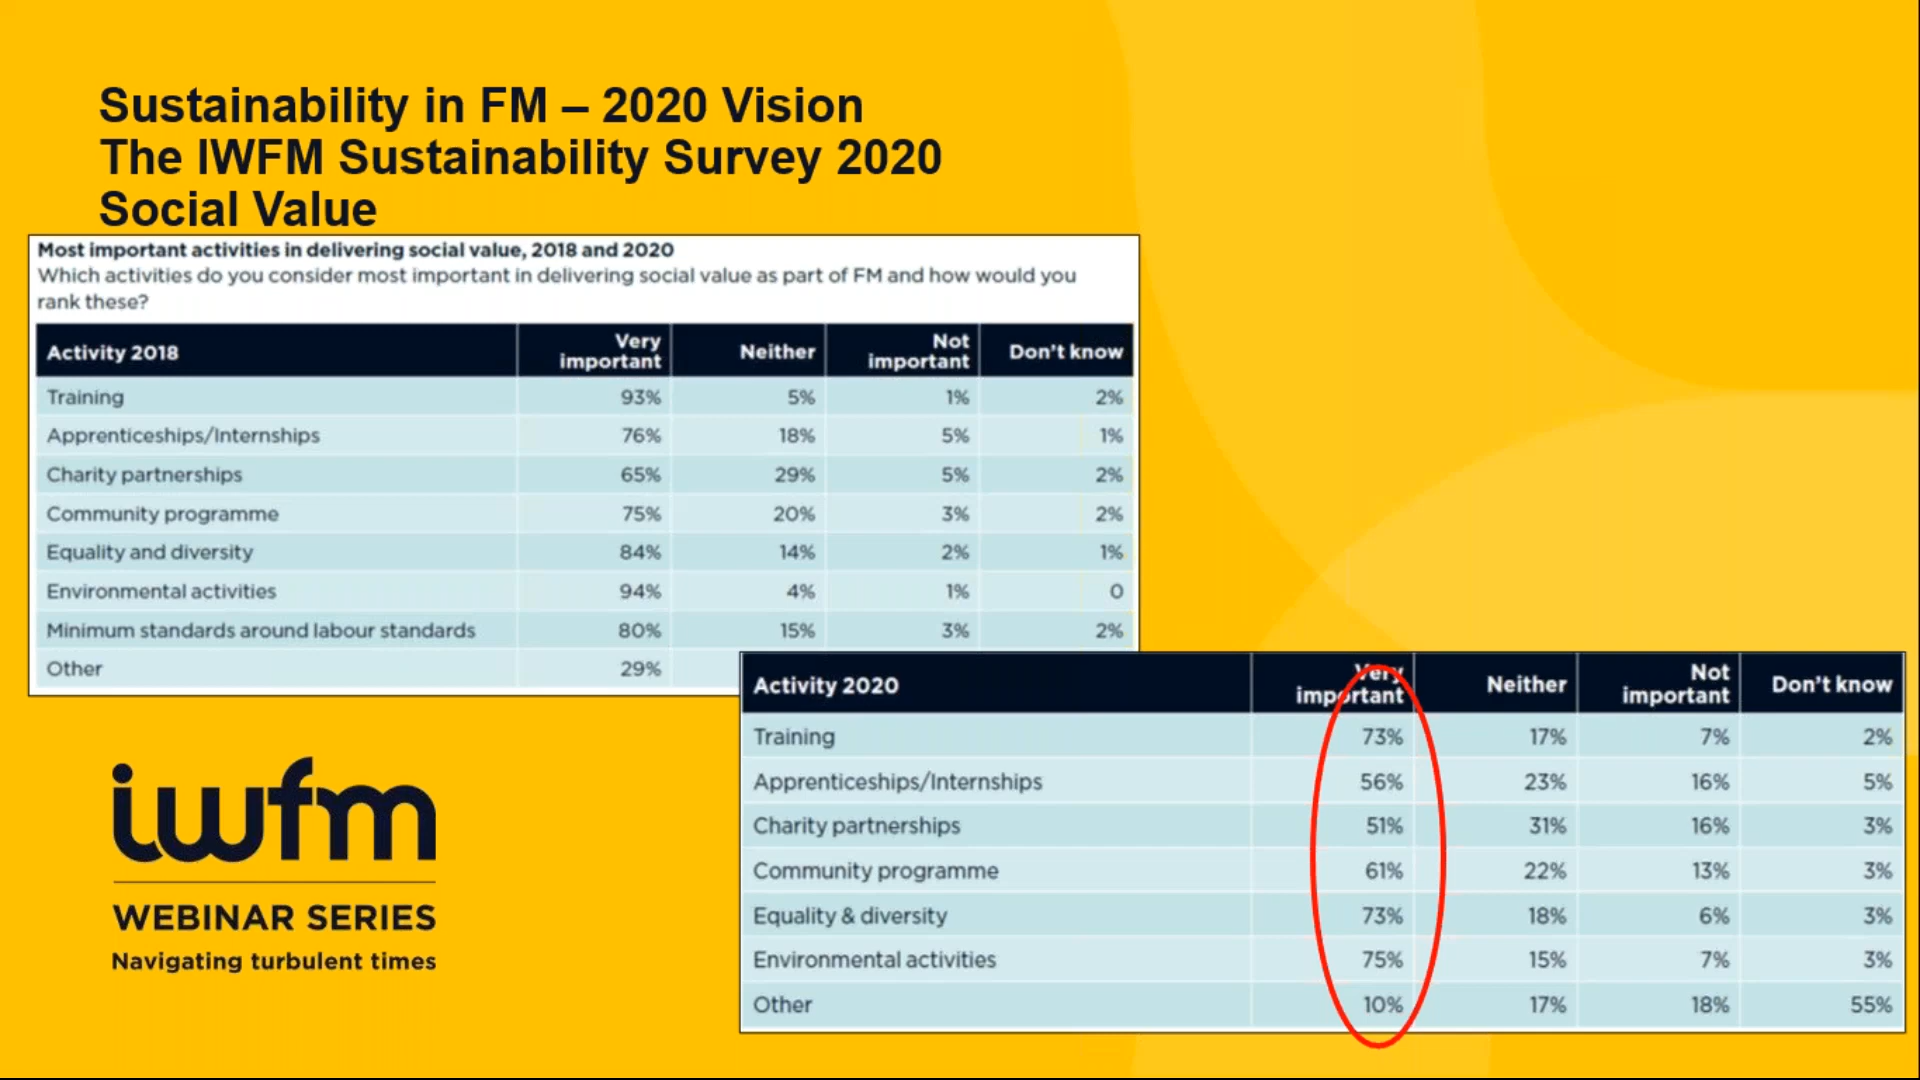 Sustainability in FM – 2020 Vision
The IWFM Sustainability Survey 2020
Social Value
Most important activities in delivering social value, 2018 and 2020
Which activities do you consider most important in delivering social value as part of FM and how would you
rank these?
Activity 2018 Very important Neither Not important Don't know
Training 93% 5% 1% 2%
Apprenticeships/Internships 76% 18% 5% 1%
Charity partnerships 65% 29% 5% 2%
Community programme 75% 20% 3% 2%
Equality and diversity 84% 14% 2% 1%
Environmental activities 94% 4% 1% 0
Minimum standards around labour standards 80% 15% 3% 2%
Other 29%
Activity 2020 Very important Neither Not important Don't know
Training 73% 17% 7% 2%
Apprenticeships/Internships 56% 23% 16% 5%
Charity partnerships 51% 31% 16% 3%
Community programme 61% 22% 13% 3%
Equality & diversity 73% 18% 6% 3%
Environmental activities 75% 15% 7% 3%
Other 10% 17% 18% 55%
iwfm
WEBINAR SERIES
Navigating turbulent times